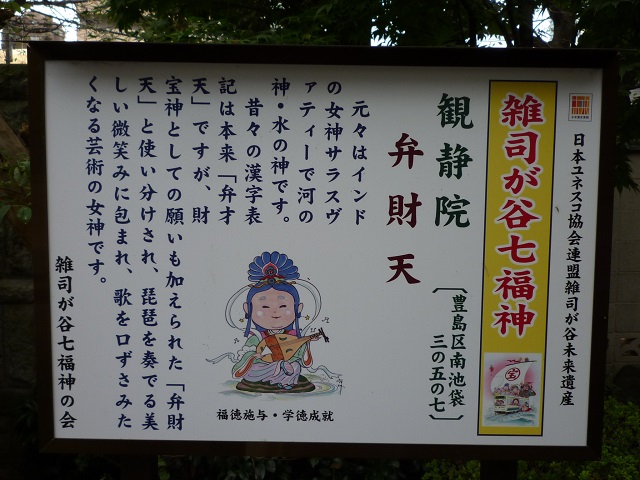 日本ユネスコ協会連盟雑司が谷未来遺産
雑司が谷七福神
宝
観静院
弁財天
〔豊島区南池袋
三の五の七〕
元々はインド
の女神サラスヴ
ァティーで河の
神・水の神です。
昔々の漢字表
記は本来「弁才
天」ですが、財
宝神としての願いも加えられた「弁財
天」と使い分けされ、琵琶を奏でる美
しい微笑みに包まれ、歌を口ずさみた
くなる芸術の女神です。
福徳施与・学徳成就
雑司が谷七福神の会